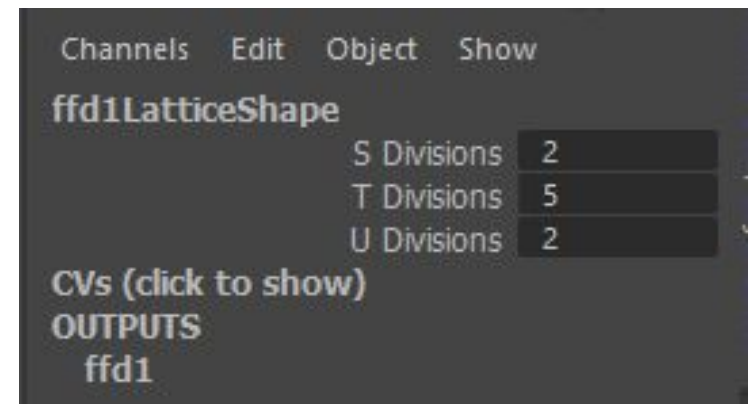 Channels Edit Object Show
ffd1LatticeShape
S Divisions 2
T Divisions 5
U Divisions 2
CVs (click to show)
OUTPUTS
ffd1